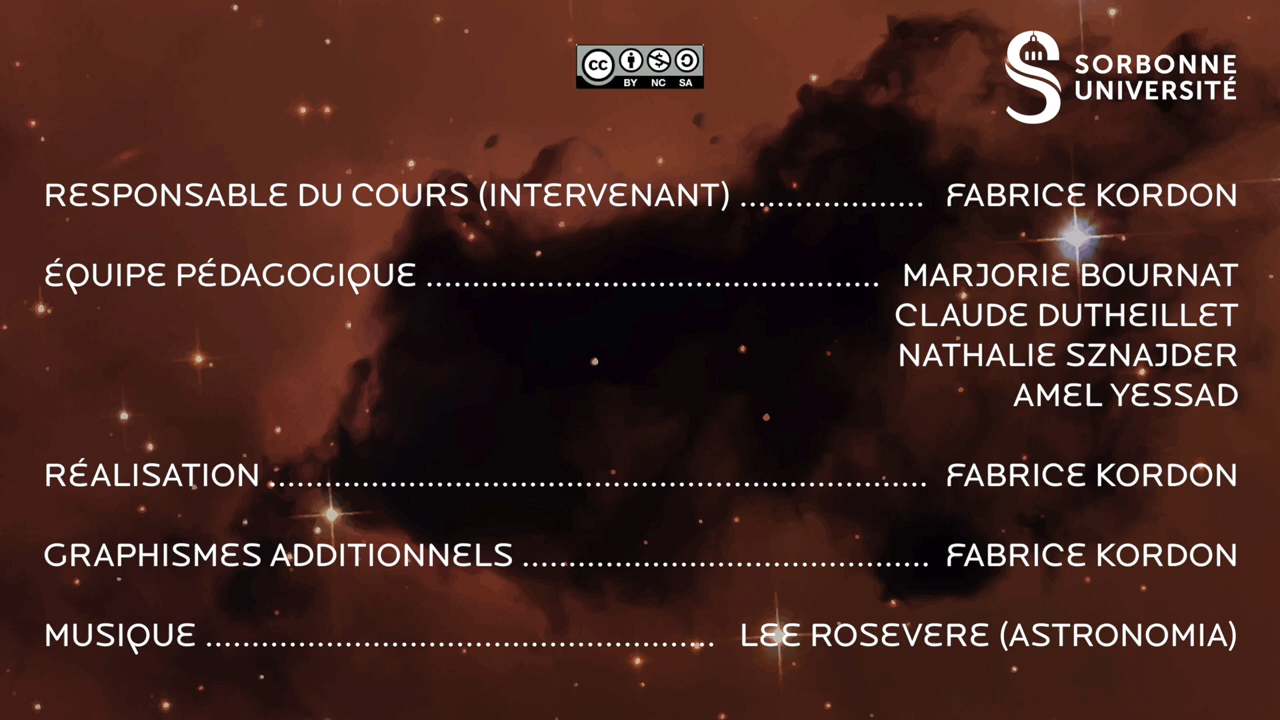 cc BY NC SA
SORBONNE
UNIVERSITÉ
RESPONSABLE DU COURS (INTERVENANT) ................... FABRICE KORDON
ÉQUIPE PÉDAGOGIQUE ................................................ MARJORIE BOURNAT
CLAUDE DUTHEILLET
NATHALIE SZNAJDER
AMEL YESSAD
RÉALISATION ...................................................................... FABRICE KORDON
GRAPHISMES ADDITIONNELS ........................................... FABRICE KORDON
MUSIQUE ...................................................... LEE ROSEVERE (ASTRONOMIA)